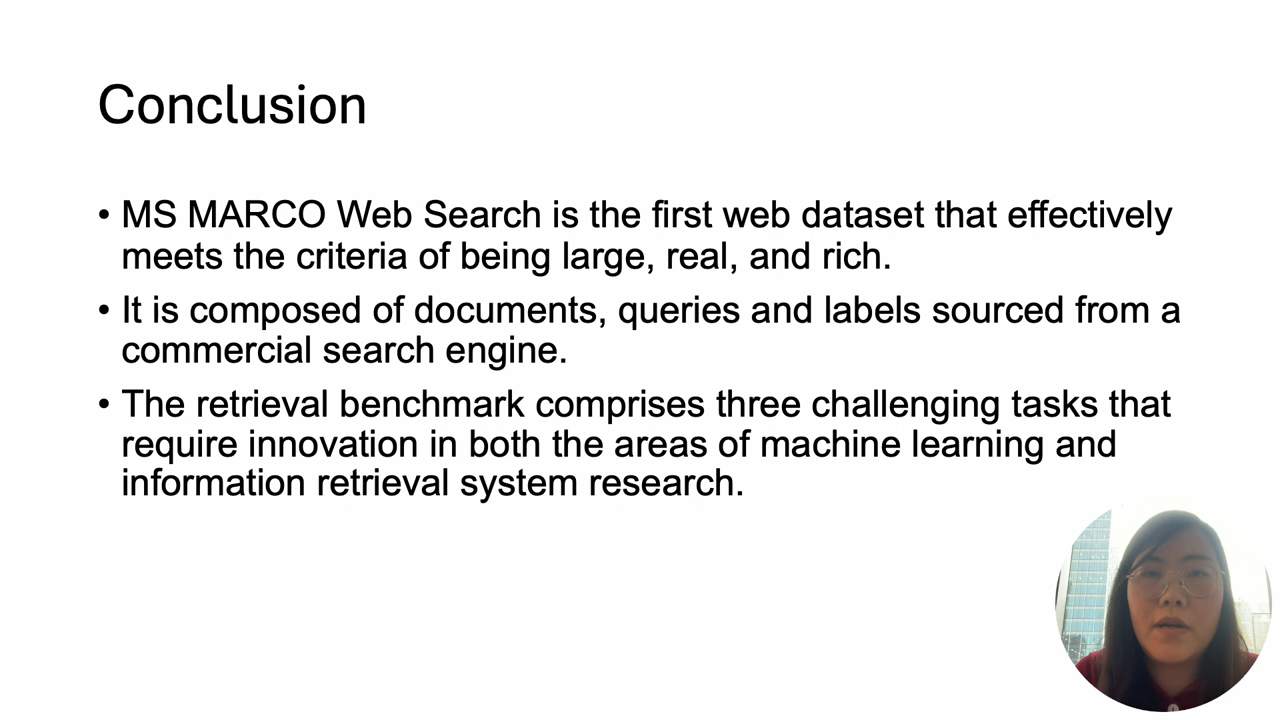 Conclusion
• MS MARCO Web Search is the first web dataset that effectively
meets the criteria of being large, real, and rich.
• It is composed of documents, queries and labels sourced from a
commercial search engine.
• The retrieval benchmark comprises three challenging tasks that
require innovation in both the areas of machine learning and
information retrieval system research.